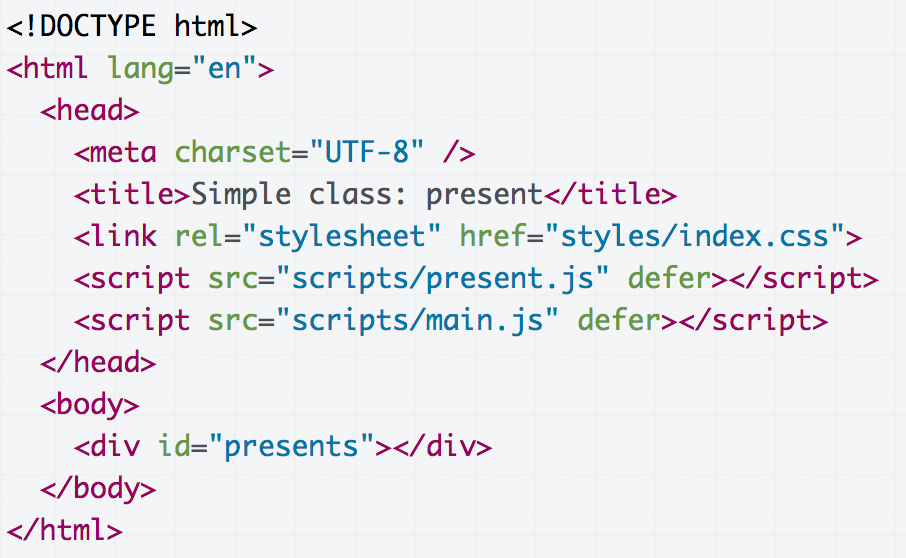 <!DOCTYPE html>
<html lang="en">
  <head>
    <meta charset="UTF-8" />
    <title>Simple class: present</title>
    <link rel="stylesheet" href="styles/index.css">
    <script src="scripts/present.js" defer></script>
    <script src="scripts/main.js" defer></script>
  </head>
  <body>
    <div id="presents"></div>
  </body>
</html>